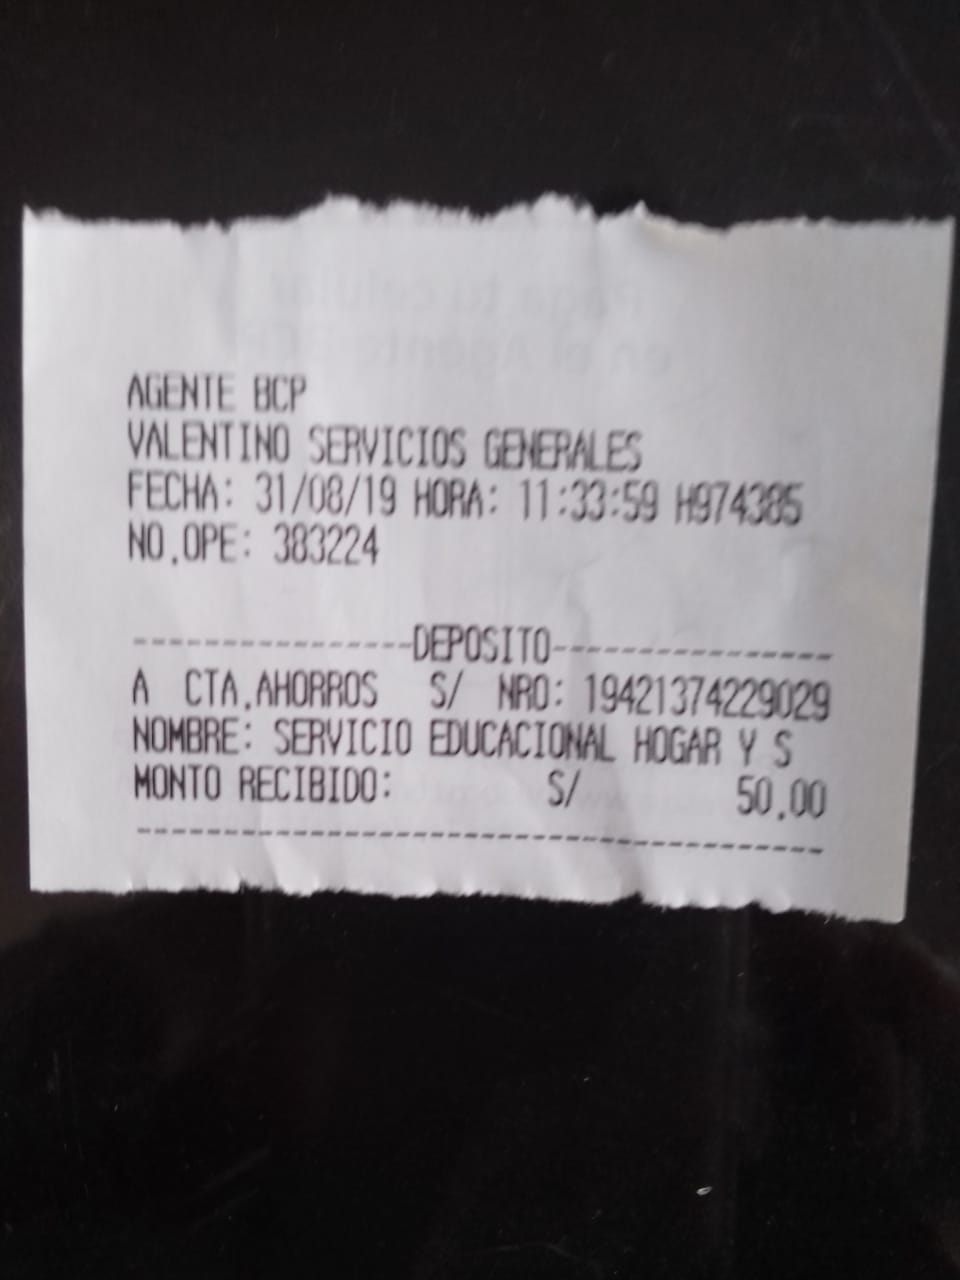 AGENTE BCP
VALENTINO SERVICIOS GENERALES
FECHA: 31/08/19 HORA: 11:33:59 H974385
NO.OPE: 383224
---------------DEPOSITO---------------
A CTA.AHORROS S/ NRO: 19421374229029
NOMBRE: SERVICIO EDUCACIONAL HOGAR Y S
MONTO RECIBIDO: S/ 50.00
--------------------------------------